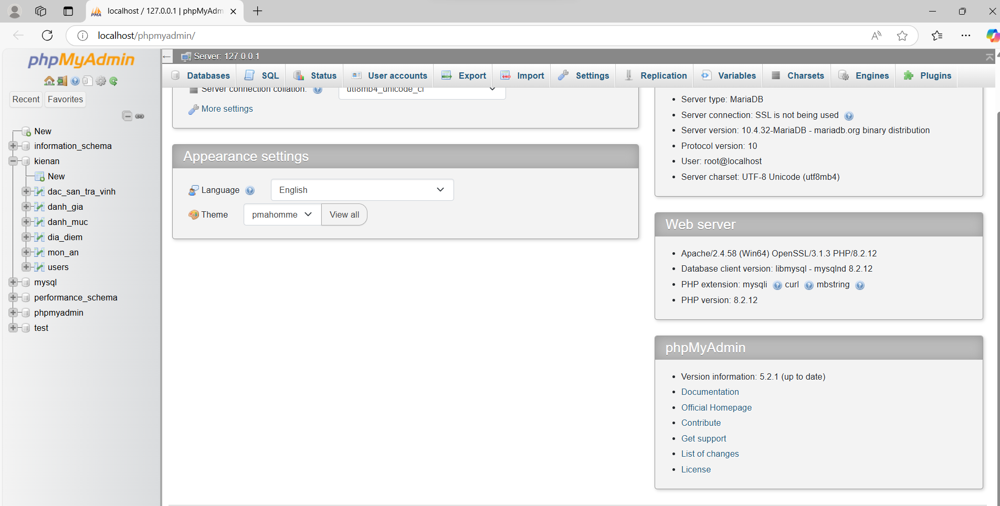 localhost / 127.0.0.1 | phpMyAdm
localhost/phpmyadmin/
phpMyAdmin
Recent
Favorites
New
information_schema
kienan
New
dac_san_tra_vinh
danh_gia
danh_muc
dia_diem
mon_an
users
mysql
performance_schema
phpmyadmin
test
Server: 127.0.0.1
Databases
SQL
Status
User accounts
Export
Import
Settings
Replication
Variables
Charsets
Engines
Plugins
Server connection collation:
utf8mb4_unicode_ci
More settings
Appearance settings
Language
English
Theme
pmahomme
View all
Server type: MariaDB
Server connection: SSL is not being used
Server version: 10.4.32-MariaDB - mariadb.org binary distribution
Protocol version: 10
User: root@localhost
Server charset: UTF-8 Unicode (utf8mb4)
Web server
Apache/2.4.58 (Win64) OpenSSL/3.1.3 PHP/8.2.12
Database client version: libmysql - mysqlnd 8.2.12
PHP extension: mysqli curl mbstring
PHP version: 8.2.12
phpMyAdmin
Version information: 5.2.1 (up to date)
Documentation
Official Homepage
Contribute
Get support
List of changes
License